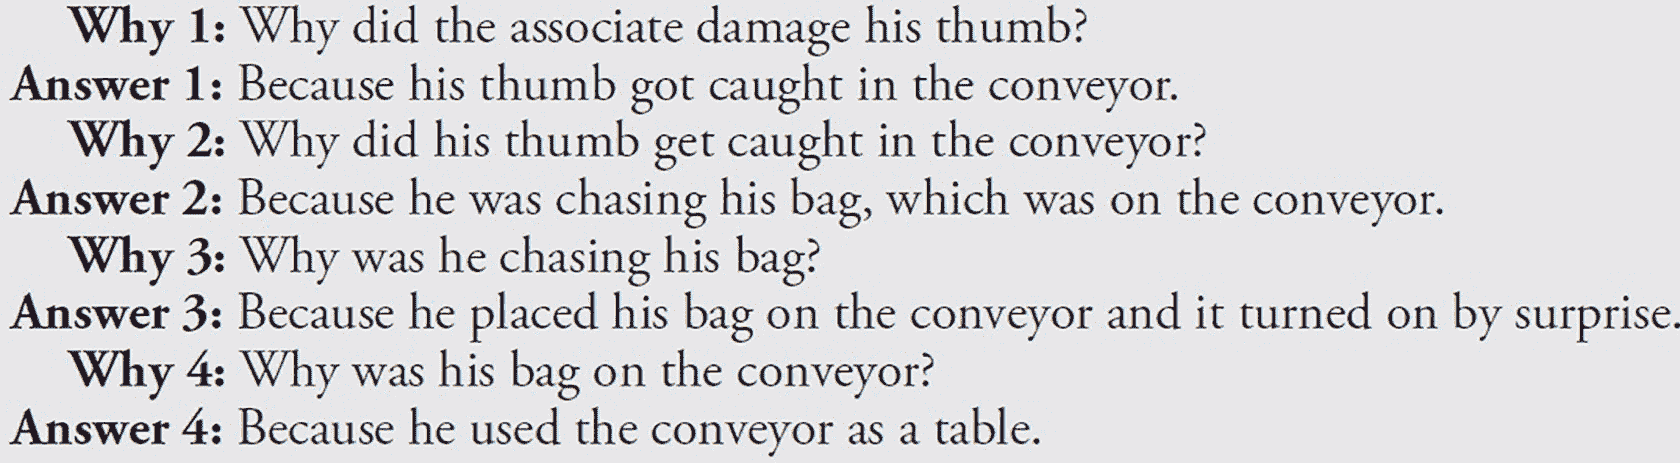 Why 1: Why did the associate damage his thumb?
Answer 1: Because his thumb got caught in the conveyor.
Why 2: Why did his thumb get caught in the conveyor?
Answer 2: Because he was chasing his bag, which was on the conveyor.
Why 3: Why was he chasing his bag?
Answer 3: Because he placed his bag on the conveyor and it turned on by surprise.
Why 4: Why was his bag on the conveyor?
Answer 4: Because he used the conveyor as a table.